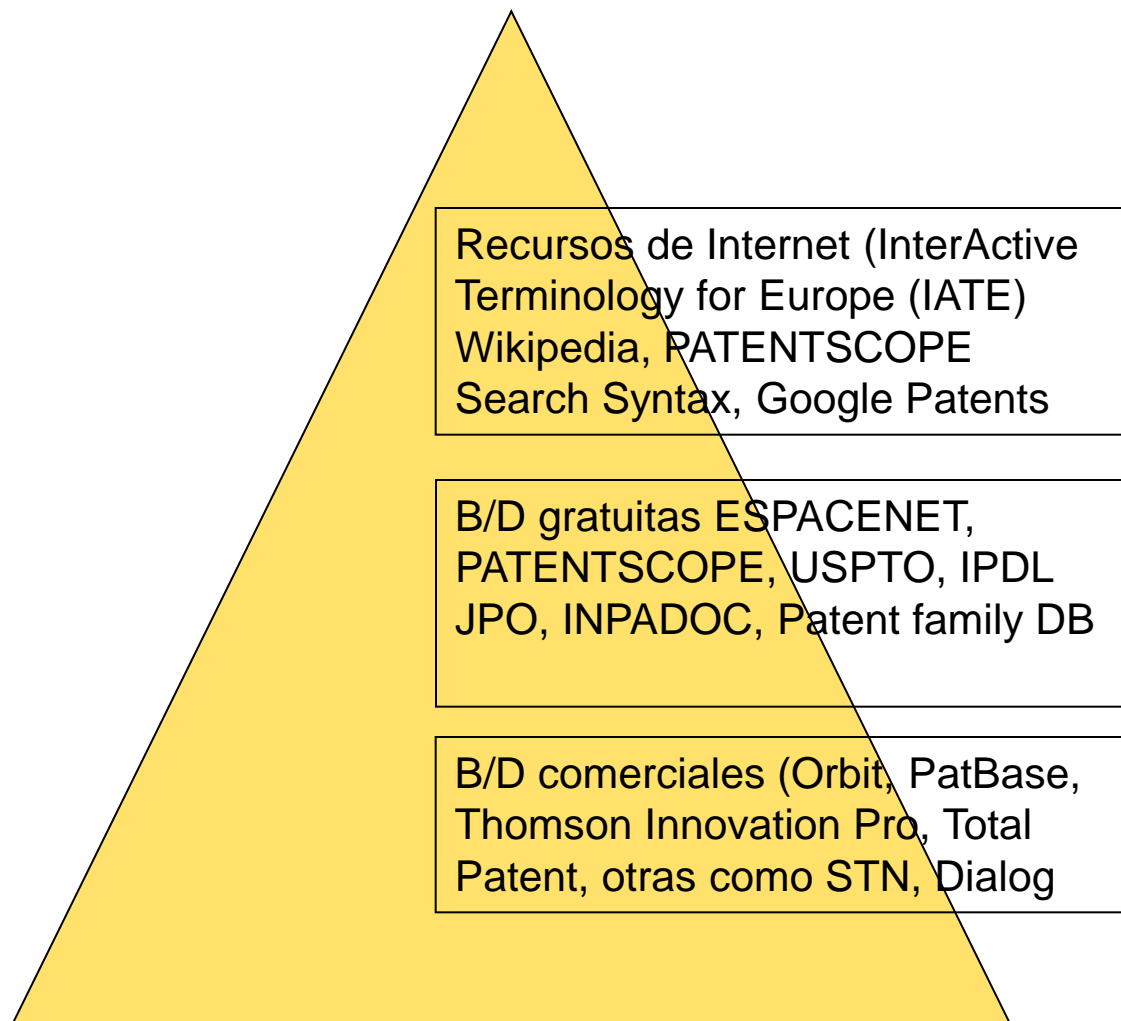 Recursos de Internet (InterActive
Terminology for Europe (IATE)
Wikipedia, PATENTSCOPE
Search Syntax, Google Patents
B/D gratuitas ESPACENET,
PATENTSCOPE, USPTO, IPDL
JPO, INPADOC, Patent family DB
B/D comerciales (Orbit, PatBase,
Thomson Innovation Pro, Total
Patent, otras como STN, Dialog